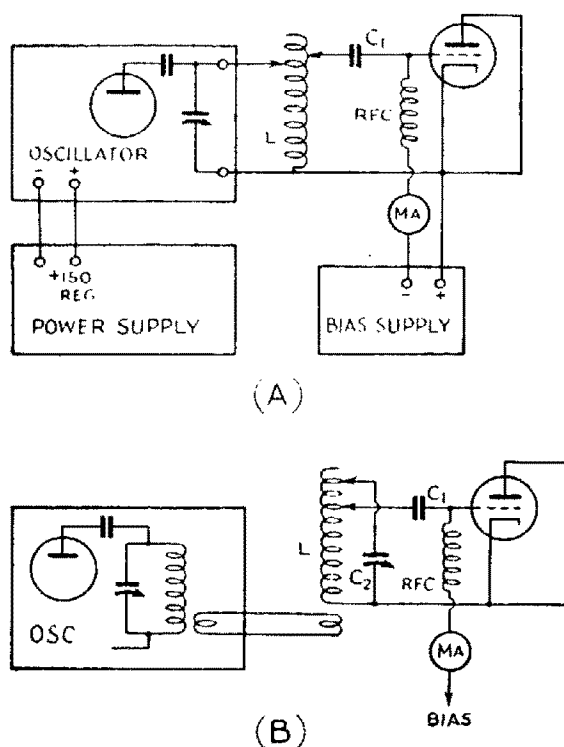 C1
L
RFC
OSCILLATOR
- +
MA
+150
REG.
- +
POWER SUPPLY
BIAS SUPPLY
(A)
C1
L
C2
RFC
OSC
MA
BIAS
(B)